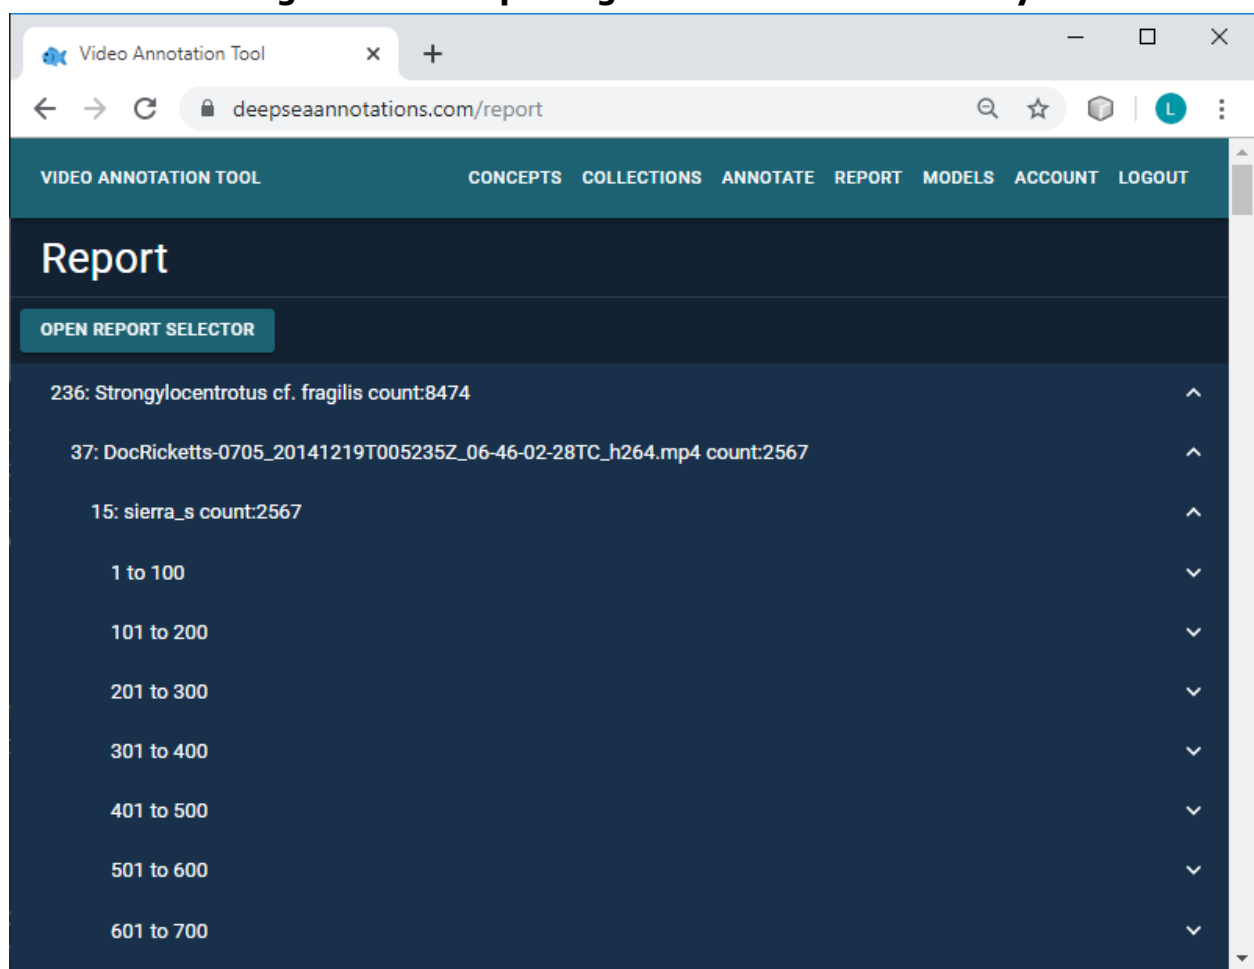 Video Annotation Tool
deepseaannotations.com/report
L
VIDEO ANNOTATION TOOL CONCEPTS COLLECTIONS ANNOTATE REPORT MODELS ACCOUNT LOGOUT
Report
OPEN REPORT SELECTOR
236: Strongylocentrotus cf. fragilis count:8474
37: DocRicketts-0705_20141219T005235Z_06-46-02-28TC_h264.mp4 count:2567
15: sierra_s count:2567
1 to 100
101 to 200
201 to 300
301 to 400
401 to 500
501 to 600
601 to 700